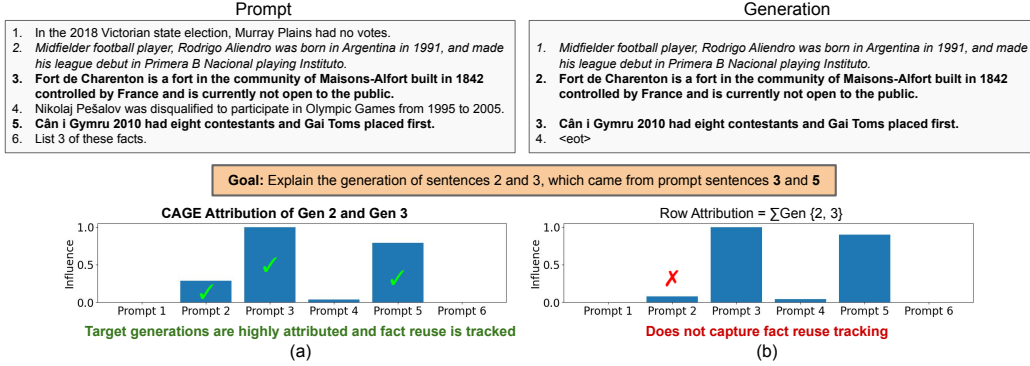 Prompt
Generation
1. In the 2018 Victorian state election, Murray Plains had no votes.
2. Midfielder football player, Rodrigo Aliendro was born in Argentina in 1991, and made
his league debut in Primera B Nacional playing Instituto.
3. Fort de Charenton is a fort in the community of Maisons-Alfort built in 1842
controlled by France and is currently not open to the public.
4. Nikolaj Pešalov was disqualified to participate in Olympic Games from 1995 to 2005.
5. Cân i Gymru 2010 had eight contestants and Gai Toms placed first.
6. List 3 of these facts.
1. Midfielder football player, Rodrigo Aliendro was born in Argentina in 1991, and made
his league debut in Primera B Nacional playing Instituto.
2. Fort de Charenton is a fort in the community of Maisons-Alfort built in 1842
controlled by France and is currently not open to the public.
3. Cân i Gymru 2010 had eight contestants and Gai Toms placed first.
4. <eot>
Goal: Explain the generation of sentences 2 and 3, which came from prompt sentences 3 and 5
CAGE Attribution of Gen 2 and Gen 3
Influence
1.0
0.5
0.0
✓ ✓ ✓
Prompt 1 Prompt 2 Prompt 3 Prompt 4 Prompt 5 Prompt 6
Target generations are highly attributed and fact reuse is tracked
(a)
Row Attribution = ∑Gen {2, 3}
Influence
1.0
0.5
0.0
✗
Prompt 1 Prompt 2 Prompt 3 Prompt 4 Prompt 5 Prompt 6
Does not capture fact reuse tracking
(b)